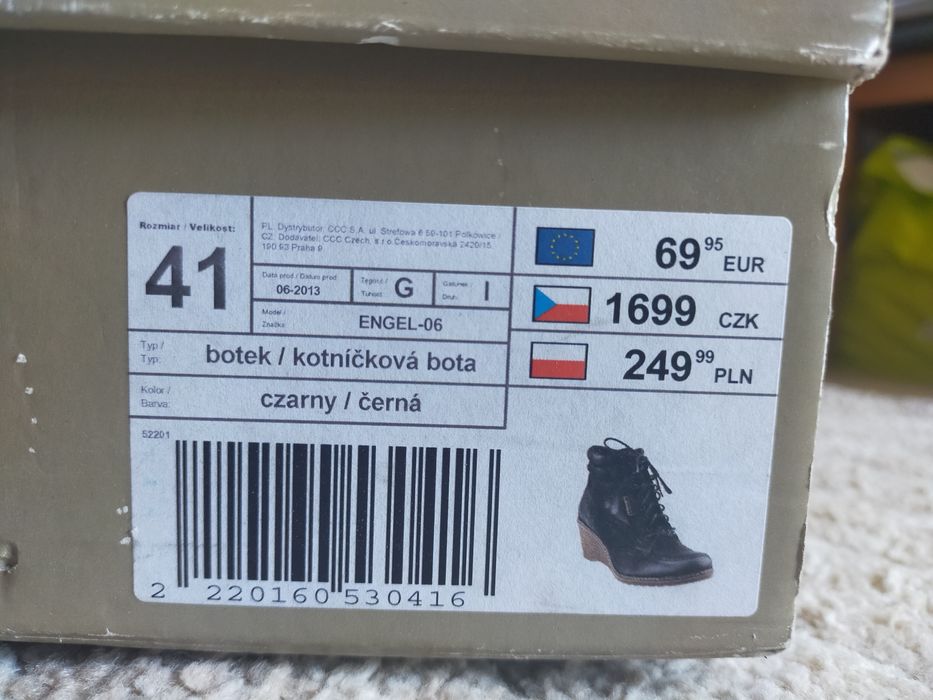 Rozmiar / Velikost:
41
PL. Dystrybutor: CCC S.A. ul. Strefowa 6 59-101 Polkowice /
CZ. Dodavatel: CCC Czech, s.r.o. Českomoravská 2420/15,
190 93 Praha 9
Data prod / Datum prod
06-2013
Tęgość /
Tunost:
G
Gatunek /
Druh:
I
Model /
Značka:
ENGEL-06
Typ /
Typ:
botek / kotníčková bota
Kolor /
Barva:
czarny / černá
69 95 EUR
1699 CZK
249 99 PLN
52201
2 220160 530416